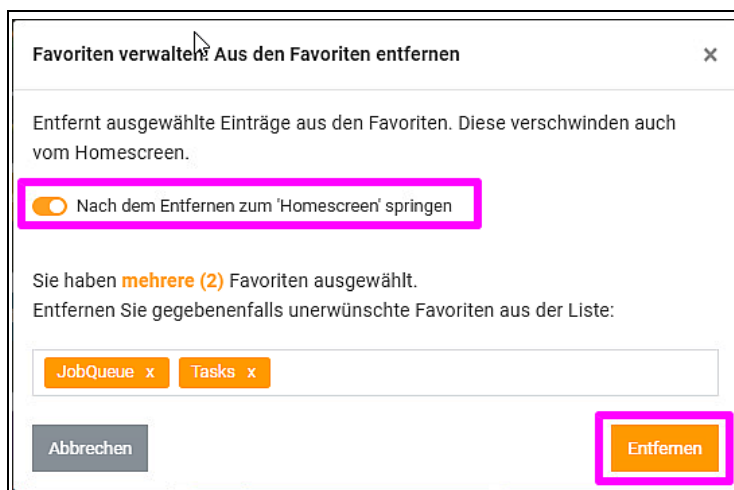 Favoriten verwalten: Aus den Favoriten entfernen ×
Entfernt ausgewählte Einträge aus den Favoriten. Diese verschwinden auch
vom Homescreen.
Nach dem Entfernen zum 'Homescreen' springen
Sie haben mehrere (2) Favoriten ausgewählt.
Entfernen Sie gegebenenfalls unerwünschte Favoriten aus der Liste:
JobQueue x Tasks x
Abbrechen Entfernen